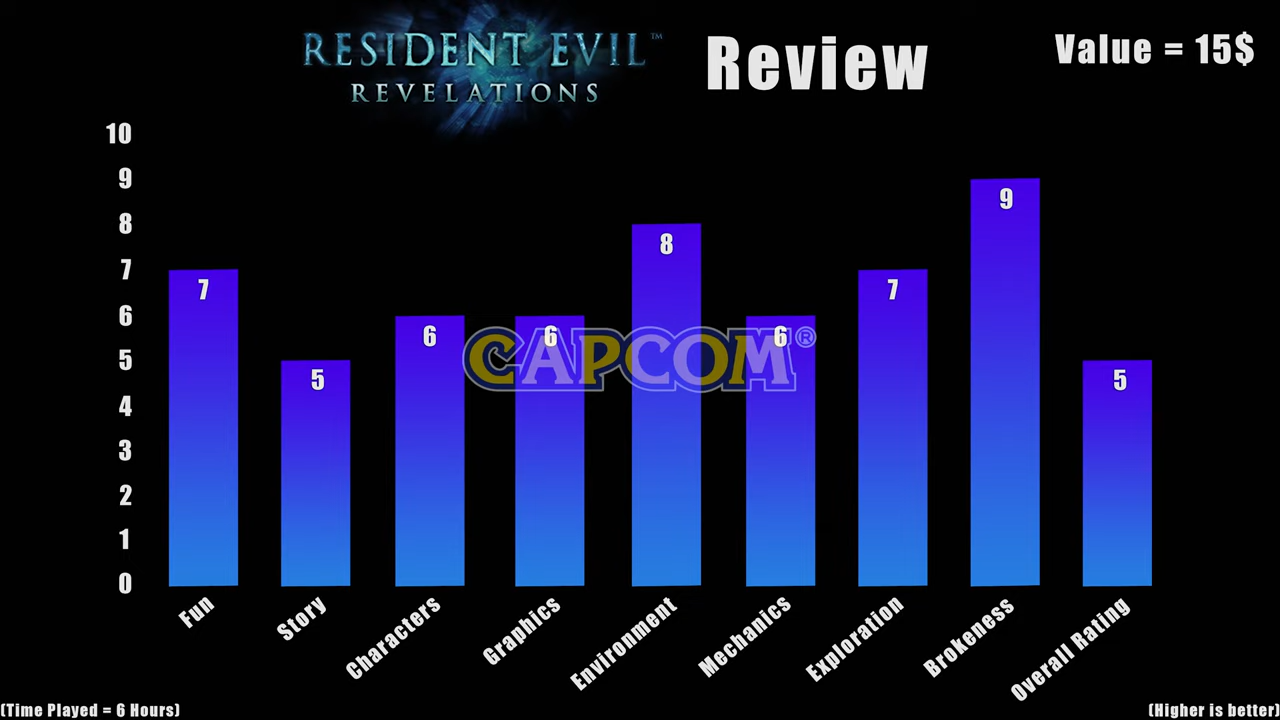 RESIDENT EVIL™
REVELATIONS
Review
Value = 15$
10
9
8
7
6
5
4
3
2
1
0
7
5
6
6
8
6
7
9
5
CAPCOM®
Fun
Story
Characters
Graphics
Environment
Mechanics
Exploration
Brokeness
Overall Rating
(Time Played = 6 Hours)
(Higher is better)